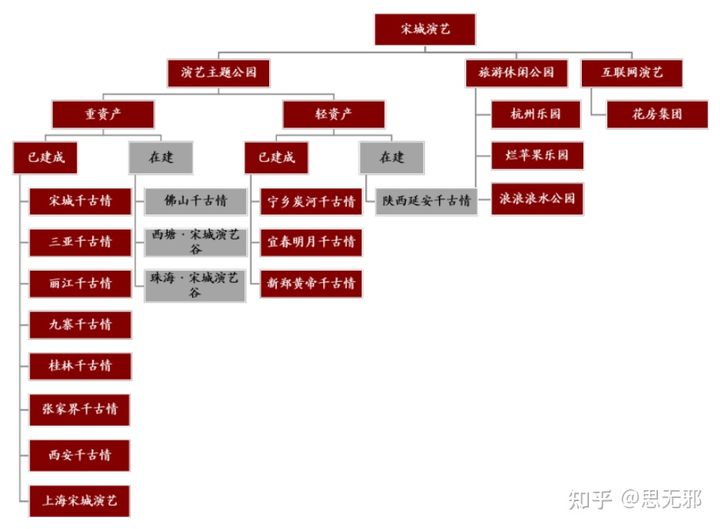 宋城演艺
演艺主题公园
旅游休闲公园
互联网演艺
重资产
轻资产
杭州乐园
花房集团
已建成
在建
已建成
在建
烂苹果乐园
宋城千古情
佛山千古情
宁乡炭河千古情
陕西延安千古情
浪浪浪水公园
三亚千古情
西塘·宋城演艺
谷
宜春明月千古情
丽江千古情
珠海·宋城演艺
谷
新郑黄帝千古情
九寨千古情
桂林千古情
张家界千古情
西安千古情
上海宋城演艺
知乎 @思无邪